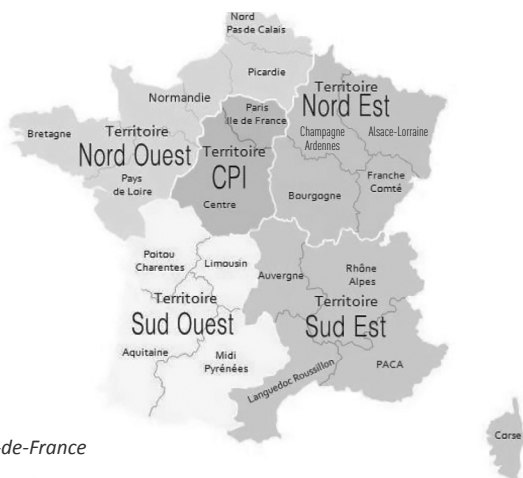 Nord
Pas de Calais
Picardie
Normandie
Paris
Ile de France
Territoire
Nord Est
Champagne
Ardennes
Alsace-Lorraine
Bretagne
Territoire
Nord Ouest
Pays
de Loire
Territoire
CPI
Centre
Bourgogne
Franche
Comté
Poitou
Charentes
Limousin
Auvergne
Rhône
Alpes
Territoire
Sud Ouest
Territoire
Sud Est
Aquitaine
Midi
Pyrénées
Languedoc Roussillon
PACA
Corse
-de-France